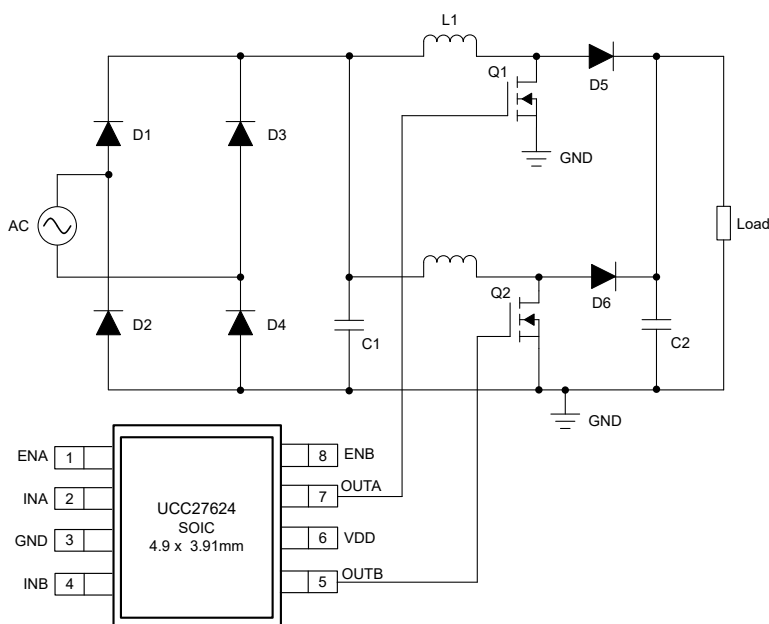 L1
Q1
D5
GND
D1
D3
AC
Load
Q2
D6
D2
D4
C1
C2
GND
ENA 1
8 ENB
INA 2
7 OUTA
UCC27624
SOIC
4.9 x 3.91mm
GND 3
6 VDD
INB 4
5 OUTB